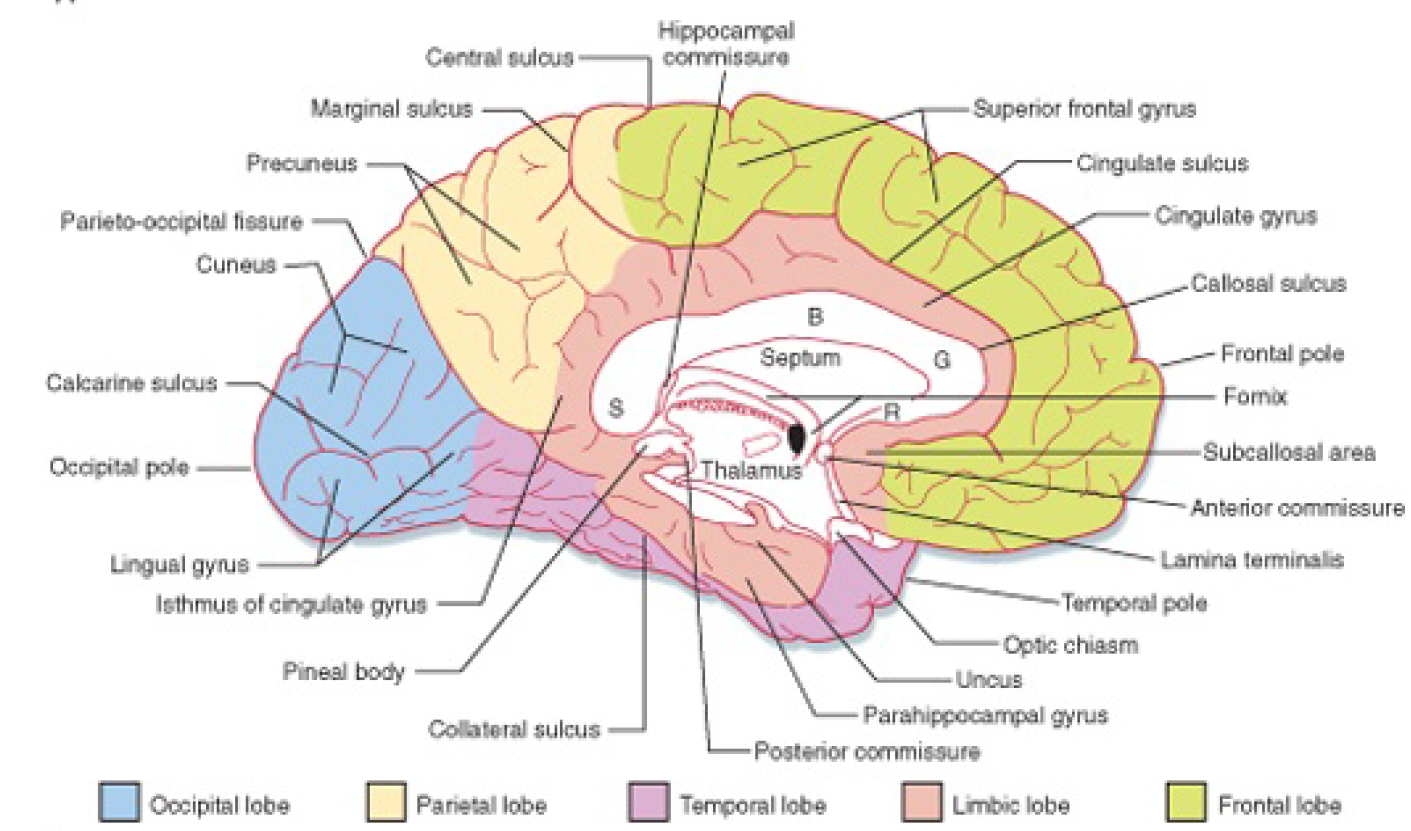 Hippocampal
commissure
Central sulcus
Marginal sulcus
Superior frontal gyrus
Precuneus
Cingulate sulcus
Parieto-occipital fissure
Cingulate gyrus
Cuneus
Callosal sulcus
B
Septum
G
Frontal pole
Calcarine sulcus
Fornix
S
R
Subcallosal area
Occipital pole
Thalamus
Anterior commissure
Lingual gyrus
Lamina terminalis
Isthmus of cingulate gyrus
Temporal pole
Optic chiasm
Pineal body
Uncus
Parahippocampal gyrus
Collateral sulcus
Posterior commissure
Occipital lobe
Parietal lobe
Temporal lobe
Limbic lobe
Frontal lobe